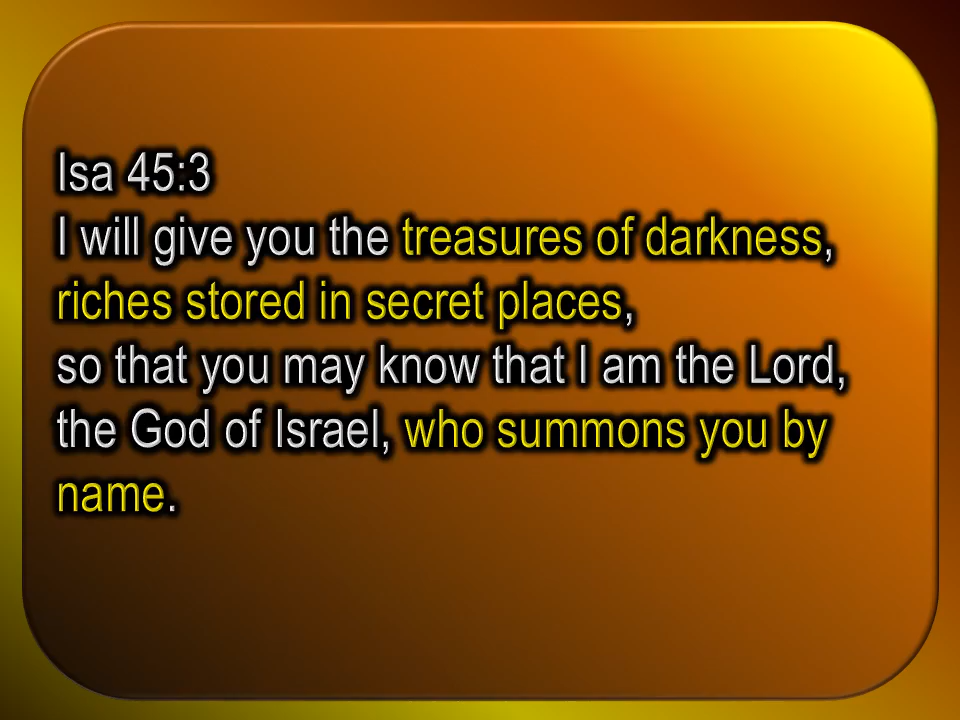 Isa 45:3
I will give you the treasures of darkness,
riches stored in secret places,
so that you may know that I am the Lord,
the God of Israel, who summons you by
name.